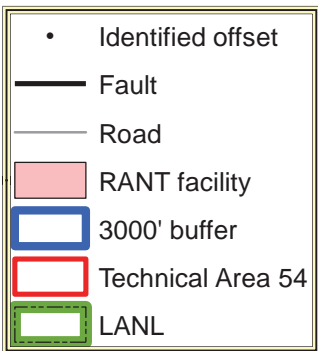 Identified offset
Fault
Road
RANT facility
3000' buffer
Technical Area 54
LANL